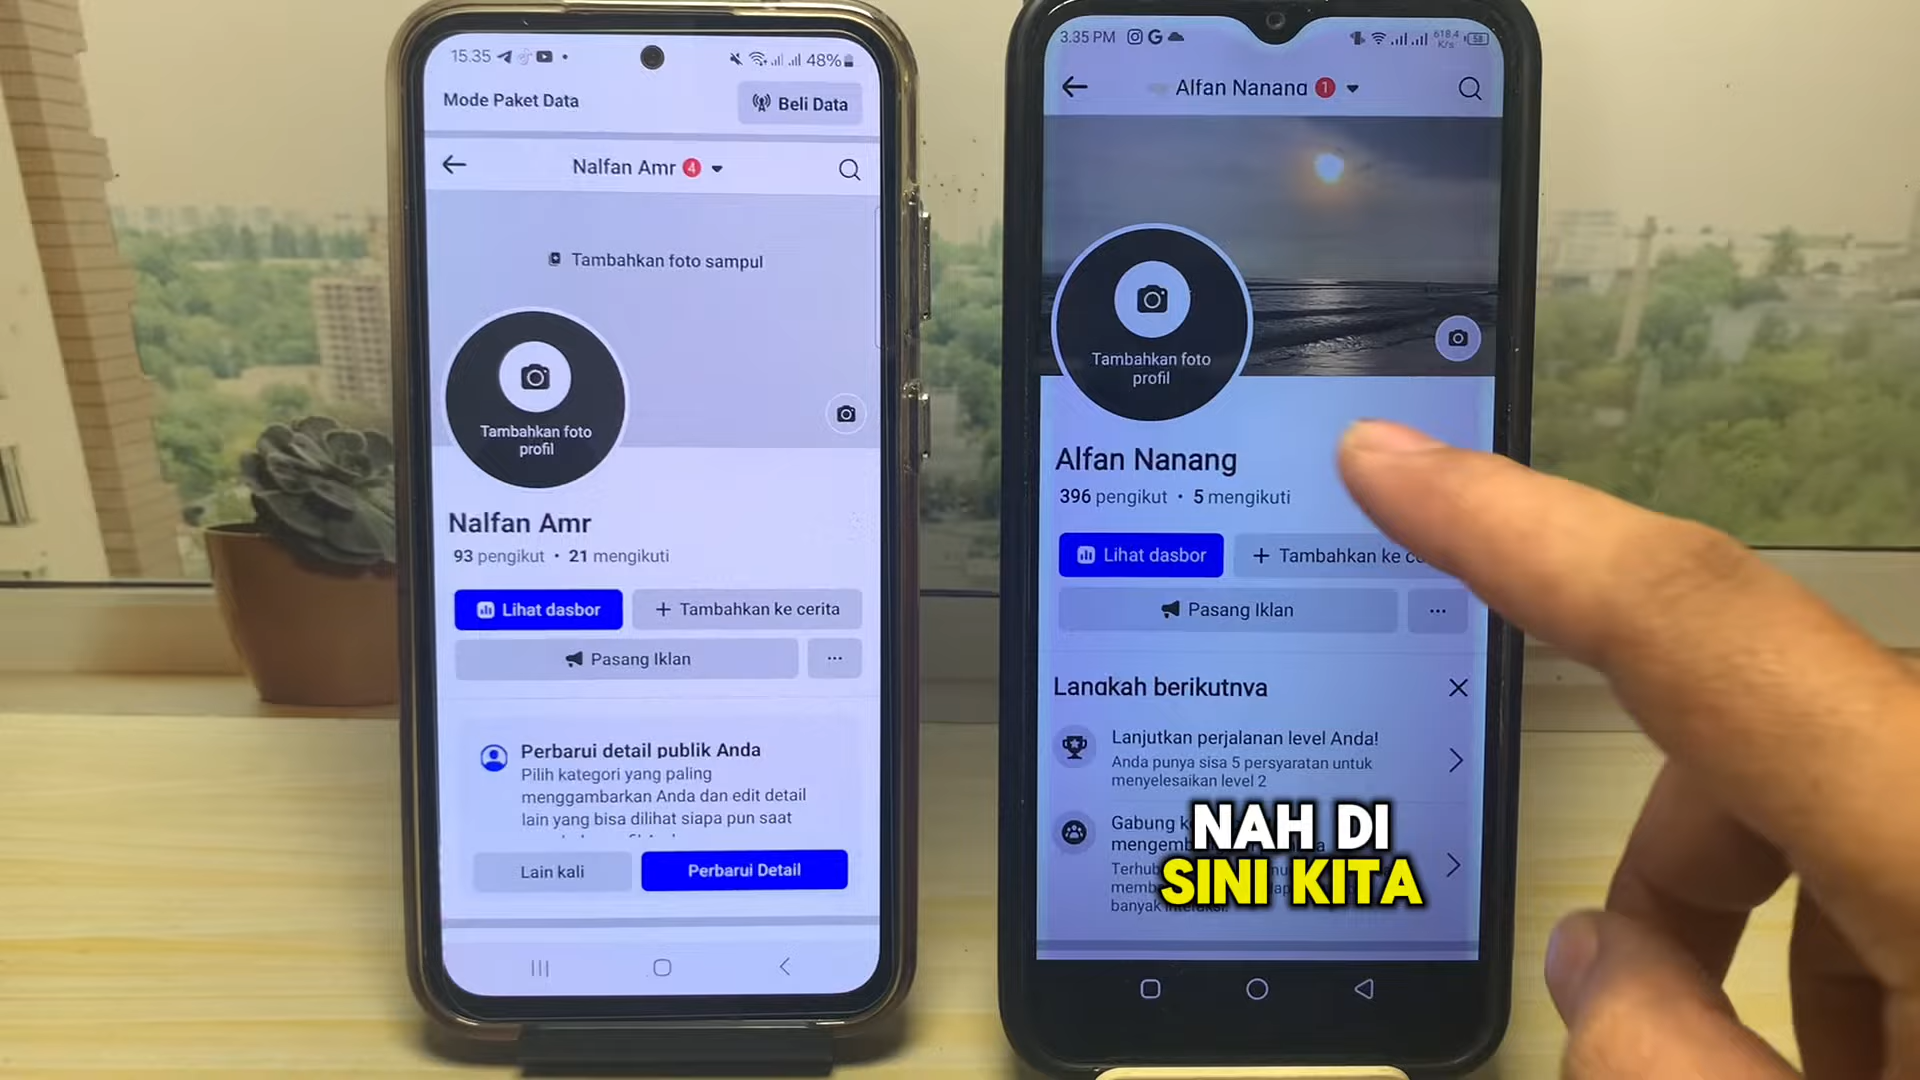 15.35
48%
Mode Paket Data
Beli Data
Nalfan Amr 4
Tambahkan foto sampul
Tambahkan foto
profil
Nalfan Amr
93 pengikut • 21 mengikuti
Lihat dasbor
+ Tambahkan ke cerita
Pasang Iklan
Perbarui detail publik Anda
Pilih kategori yang paling
menggambarkan Anda dan edit detail
lain yang bisa dilihat siapa pun saat
Lain kali
Perbarui Detail
3.35 PM
618,4
K/s
58
Alfan Nanang 1
Tambahkan foto
profil
Alfan Nanang
396 pengikut • 5 mengikuti
Lihat dasbor
+ Tambahkan ke
Pasang Iklan
Langkah berikutnya
Lanjutkan perjalanan level Anda!
Anda punya sisa 5 persyaratan untuk
menyelesaikan level 2
Gabung
banyak
NAH DI
SINI KITA